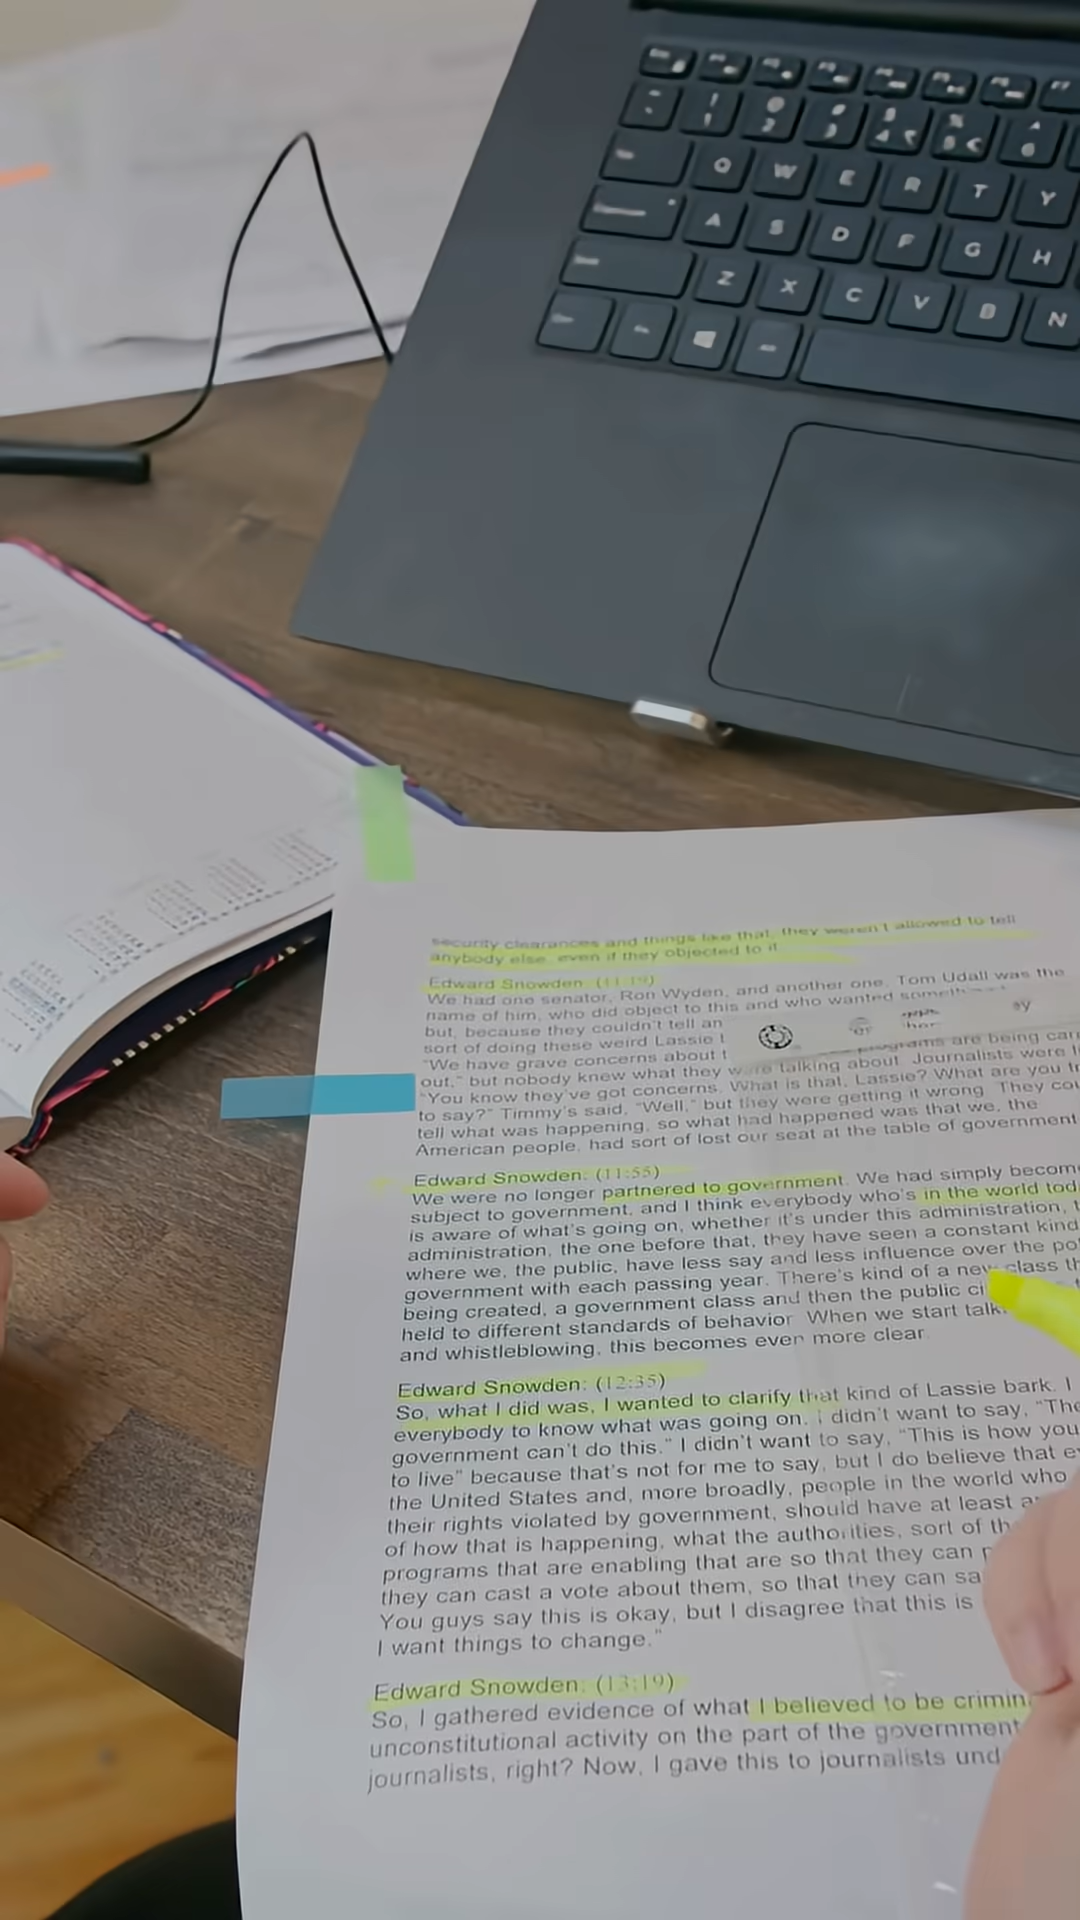 Q W E R T Y
A S D F G H
Z X C V B N
security clearances and things like that, they weren't allowed to tell
anybody else, even if they objected to it.
Edward Snowden: (11:19)
We had one senator, Ron Wyden, and another one, Tom Udall was the
name of him, who did object to this and who wanted
but, because they couldn't tell an
sort of doing these weird Lassie programs are being carr
"We have grave concerns about t were talking about. Journalists were
out," but nobody knew what they
"You know they've got concerns. What is that, Lassie? What are you
to say?" Timmy's said, "Well," but they were getting it wrong. They
tell what was happening, so what had happened was that we, the
American people, had sort of lost our seat at the table of government
Edward Snowden: (11:55)
We were no longer partnered to government. We had simply becom
subject to government, and I think everybody who's in the world tod
is aware of what's going on, whether it's under this administration,
administration, the one before that, they have seen a constant kind
where we, the public, have less say and less influence over the
government with each passing year. There's kind of a new class
being created, a government class and then the public
held to different standards of behavior When we start talk
and whistleblowing, this becomes even more clear.
Edward Snowden: (12:35)
So, what I did was, I wanted to clarify that kind of Lassie bark. I
everybody to know what was going on. I didn't want to say, "The
government can't do this." I didn't want to say, "This is how you
to live" because that's not for me to say, but I do believe that
the United States and, more broadly, people in the world who
their rights violated by government, should have at least
of how that is happening, what the authorities, sort of
programs that are enabling that are so that they can
they can cast a vote about them, so that they can sa
You guys say this is okay, but I disagree that this is
I want things to change."
Edward Snowden: (13:19)
So, I gathered evidence of what I believed to be crimin
unconstitutional activity on the part of the government
journalists, right? Now, I gave this to journalists und